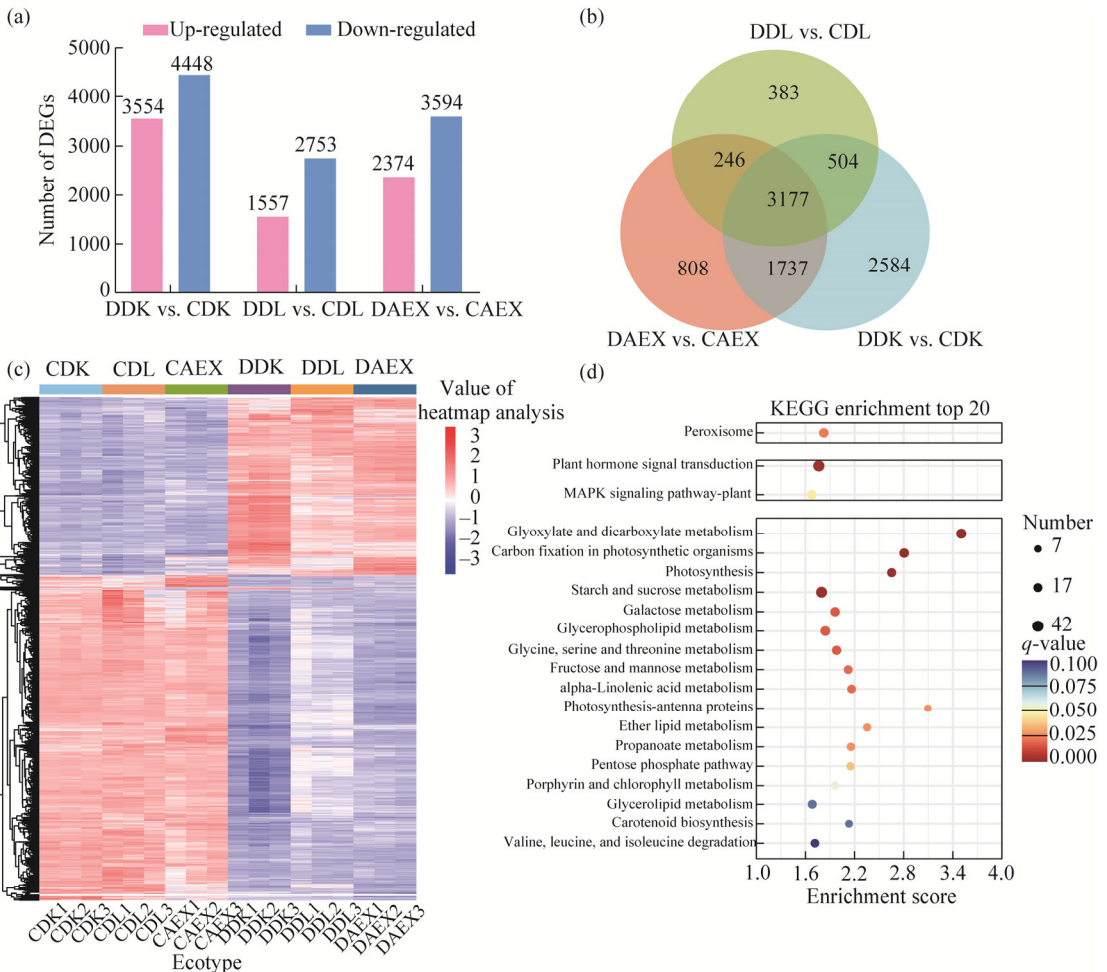 (a)
Up-regulated
Down-regulated
Number of DEGs
5000
4000
3000
2000
1000
0
3554
4448
1557
2753
2374
3594
DDK vs. CDK
DDL vs. CDL
DAEX vs. CAEX
(b)
DDL vs. CDL
383
246
504
3177
808
1737
2584
DAEX vs. CAEX
DDK vs. CDK
(c)
CDK
CDL
CAEX
DDK
DDL
DAEX
Value of
heatmap analysis
3
2
1
0
−1
−2
−3
CDK1
CDK2
CDK3
CDL1
CDL2
CDL3
CAEX1
CAEX2
CAEX3
DDK1
DDK2
DDK3
DDL1
DDL2
DDL3
DAEX1
DAEX2
DAEX3
Ecotype
(d)
KEGG enrichment top 20
Peroxisome
Plant hormone signal transduction
MAPK signaling pathway-plant
Glyoxylate and dicarboxylate metabolism
Carbon fixation in photosynthetic organisms
Photosynthesis
Starch and sucrose metabolism
Galactose metabolism
Glycerophospholipid metabolism
Glycine, serine and threonine metabolism
Fructose and mannose metabolism
alpha-Linolenic acid metabolism
Photosynthesis-antenna proteins
Ether lipid metabolism
Propanoate metabolism
Pentose phosphate pathway
Porphyrin and chlorophyll metabolism
Glycerolipid metabolism
Carotenoid biosynthesis
Valine, leucine, and isoleucine degradation
1.0
1.6
2.2
2.8
3.4
4.0
Enrichment score
Number
7
17
42
q-value
0.100
0.075
0.050
0.025
0.000